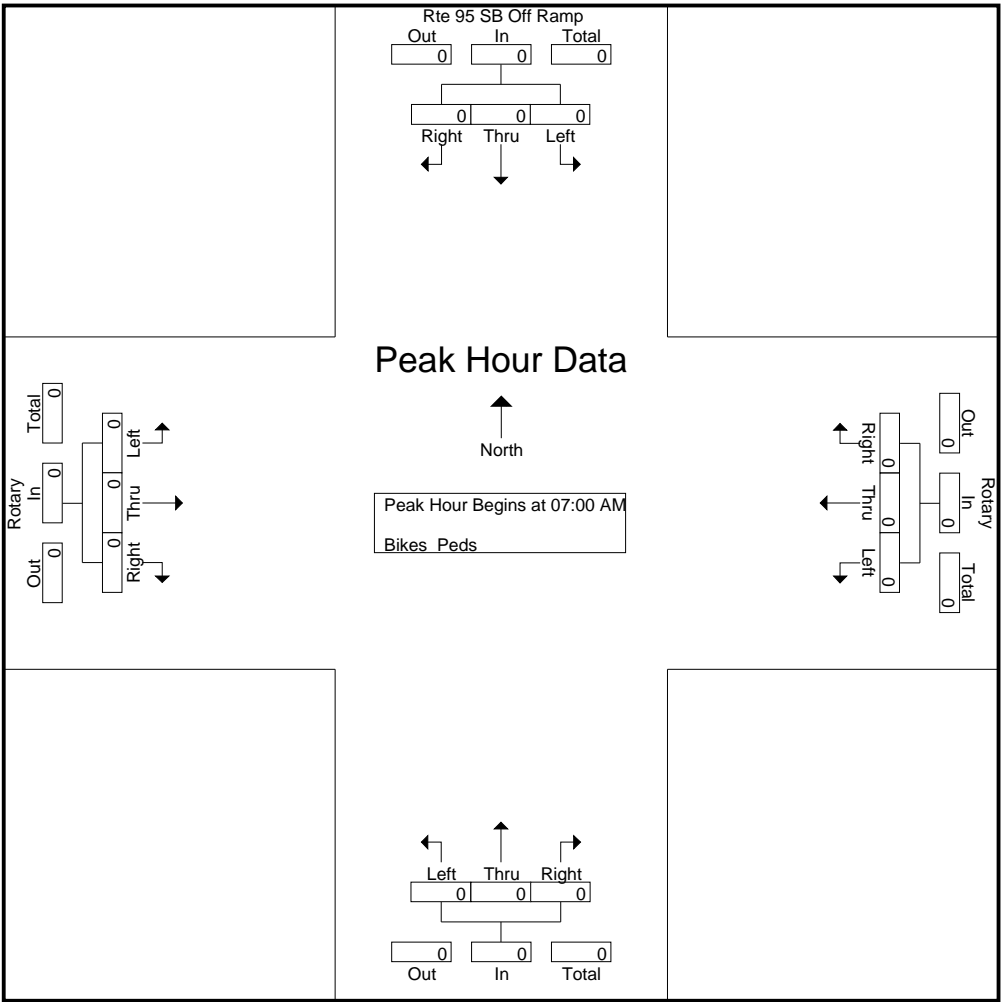 Rte 95 SB Off Ramp
Out In Total
0 0 0
0 0 0
Right Thru Left
Peak Hour Data
North
Peak Hour Begins at 07:00 AM
Bikes Peds
Rotary
Total In Out
0 0 0
0 0 0
Left Thru Right
Rotary
Out In Total
0 0 0
0 0 0
Right Thru Left
Left Thru Right
0 0 0
0 0 0
Out In Total